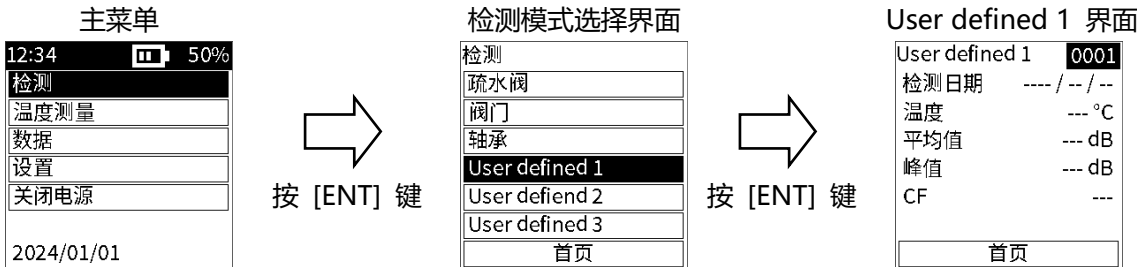 主菜单
12:34 50%
检测
温度测量
数据
设置
关闭电源
2024/01/01
按 [ENT] 键
检测模式选择界面
检测
疏水阀
阀门
轴承
User defined 1
User defiend 2
User defined 3
首页
按 [ENT] 键
User defined 1 界面
User defined 1 0001
检测日期 ---- / -- / --
温度 --- °C
平均值 --- dB
峰值 --- dB
CF ---
首页